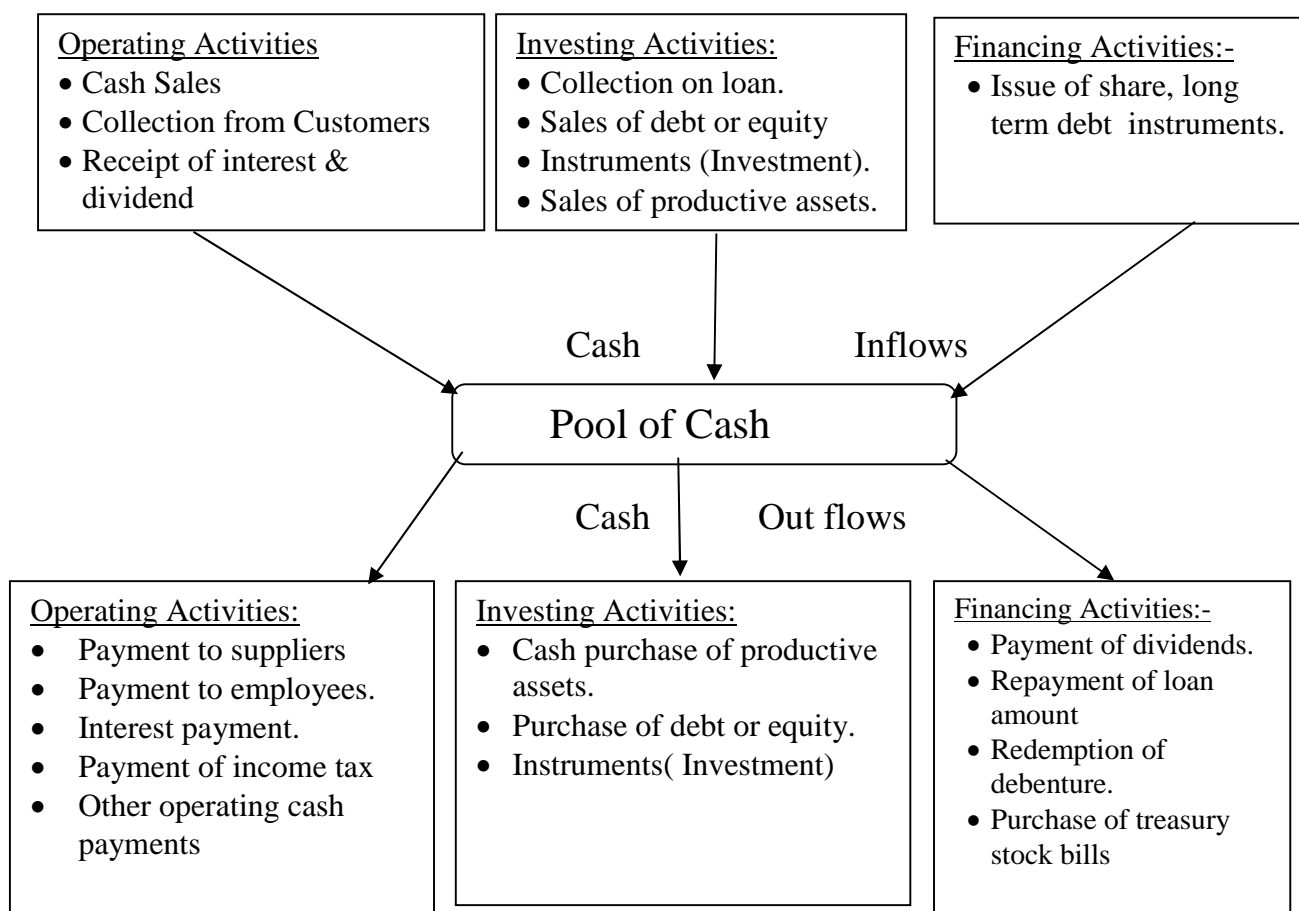 Operating Activities
• Cash Sales
• Collection from Customers
• Receipt of interest &
dividend
Investing Activities:
• Collection on loan.
• Sales of debt or equity
• Instruments (Investment).
• Sales of productive assets.
Financing Activities:-
• Issue of share, long
term debt instruments.
Cash Inflows
Pool of Cash
Cash Out flows
Operating Activities:
• Payment to suppliers
• Payment to employees.
• Interest payment.
• Payment of income tax
• Other operating cash
payments
Investing Activities:
• Cash purchase of productive
assets.
• Purchase of debt or equity.
• Instruments( Investment)
Financing Activities:-
• Payment of dividends.
• Repayment of loan
amount
• Redemption of
debenture.
• Purchase of treasury
stock bills